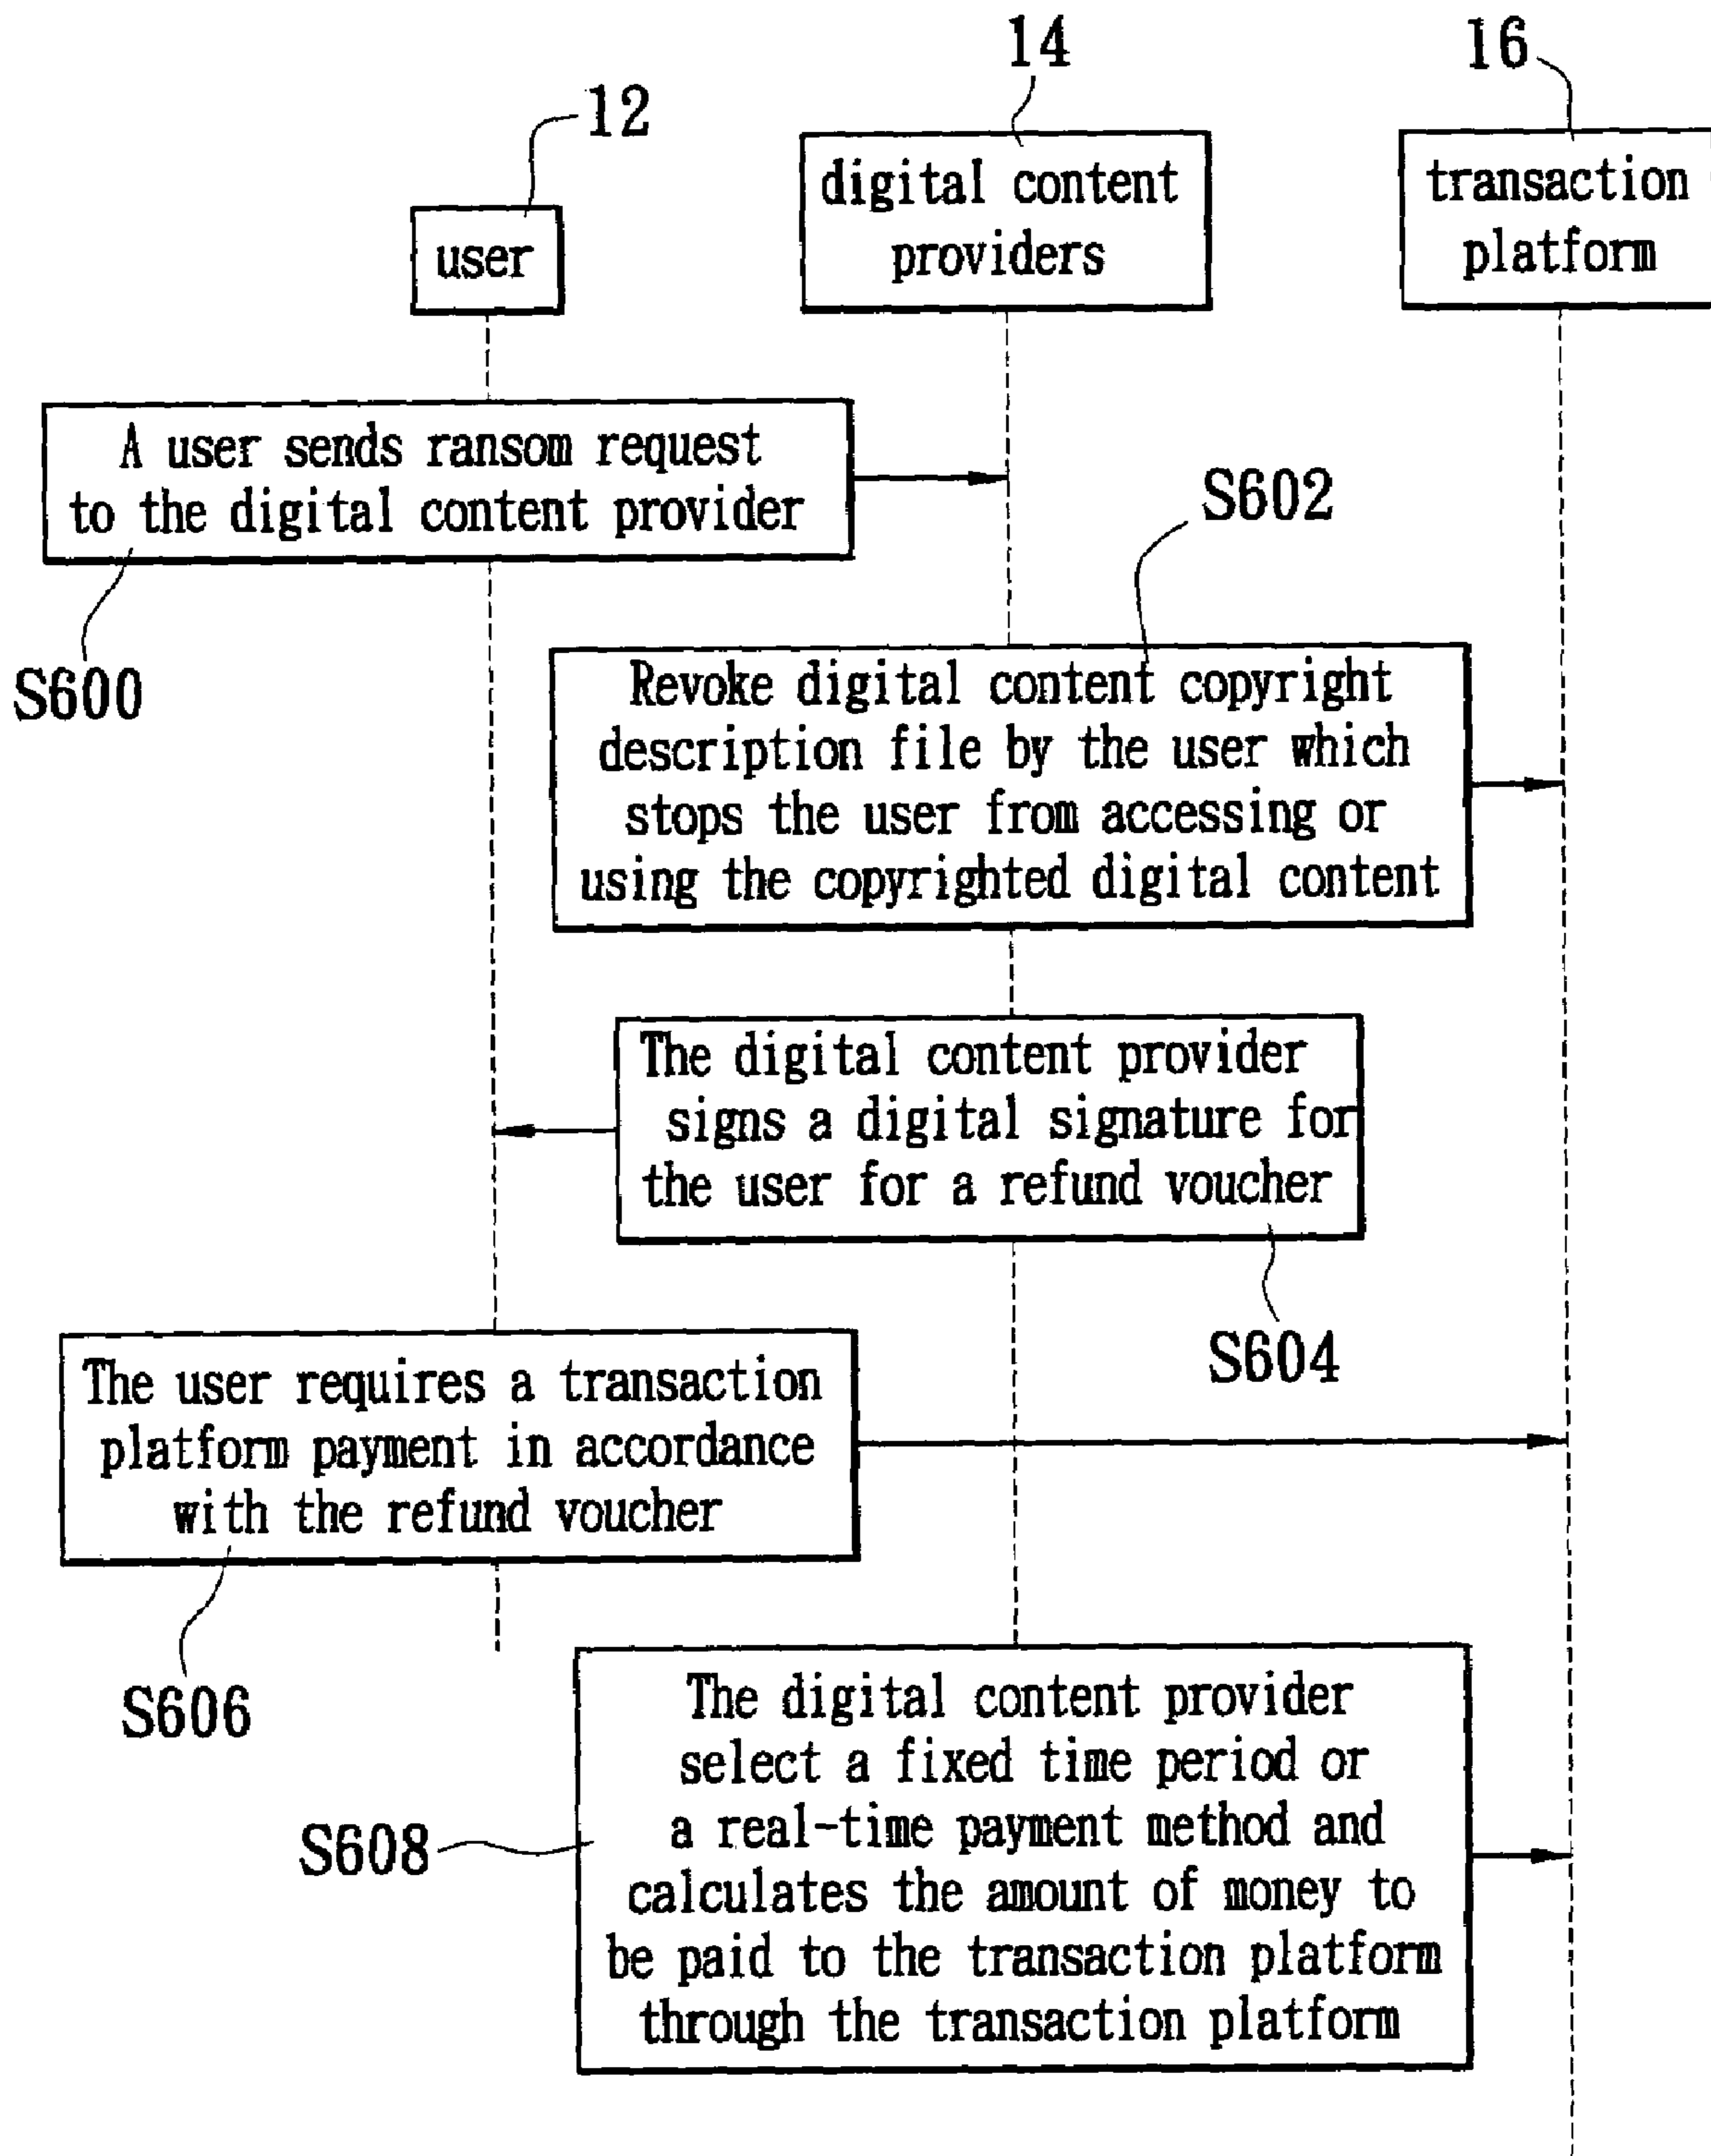 14
16
12
digital content
providers
transaction
platform
user
A user sends ransom request
to the digital content provider
S602
S600
Revoke digital content copyright
description file by the user which
stops the user from accessing or
using the copyrighted digital content
The digital content provider
signs a digital signature for
the user for a refund voucher
S604
The user requires a transaction
platform payment in accordance
with the refund voucher
S606
The digital content provider
select a fixed time period or
a real-time payment method and
calculates the amount of money to
be paid to the transaction platform
through the transaction platform
S608